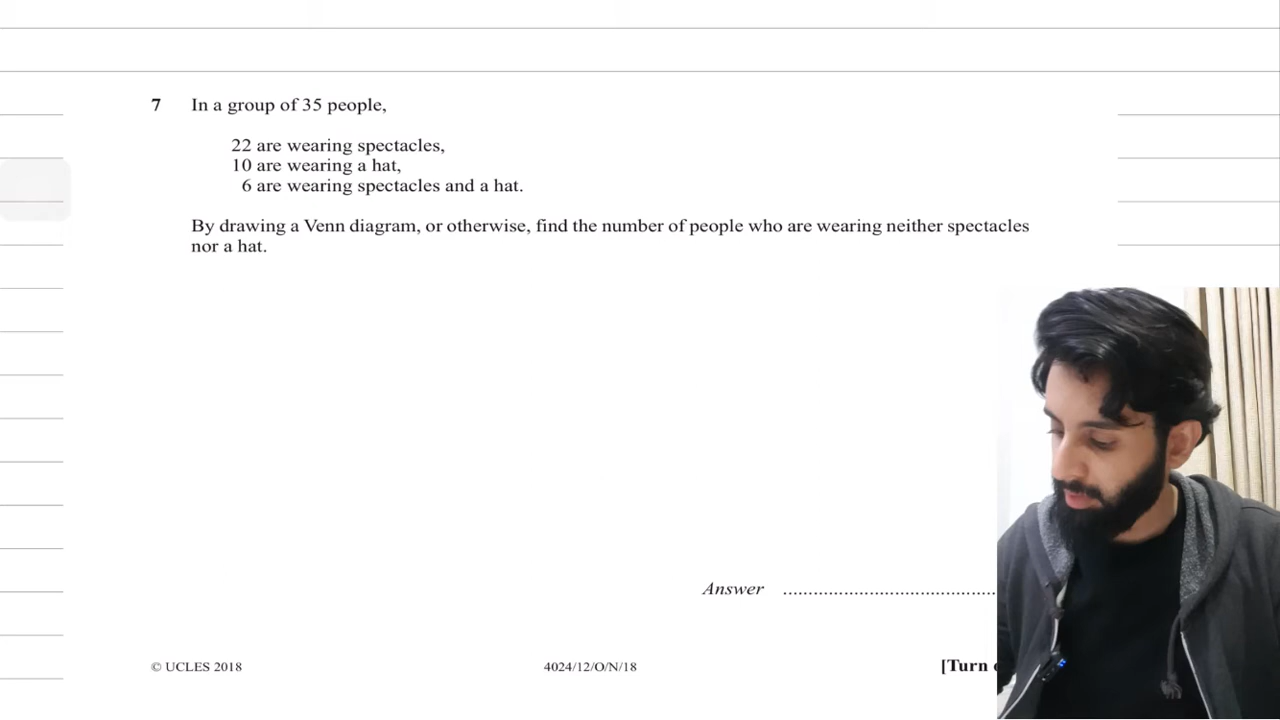 7 In a group of 35 people,
22 are wearing spectacles,
10 are wearing a hat,
6 are wearing spectacles and a hat.
By drawing a Venn diagram, or otherwise, find the number of people who are wearing neither spectacles
nor a hat.
Answer ..........................................
© UCLES 2018 4024/12/O/N/18 [Turn